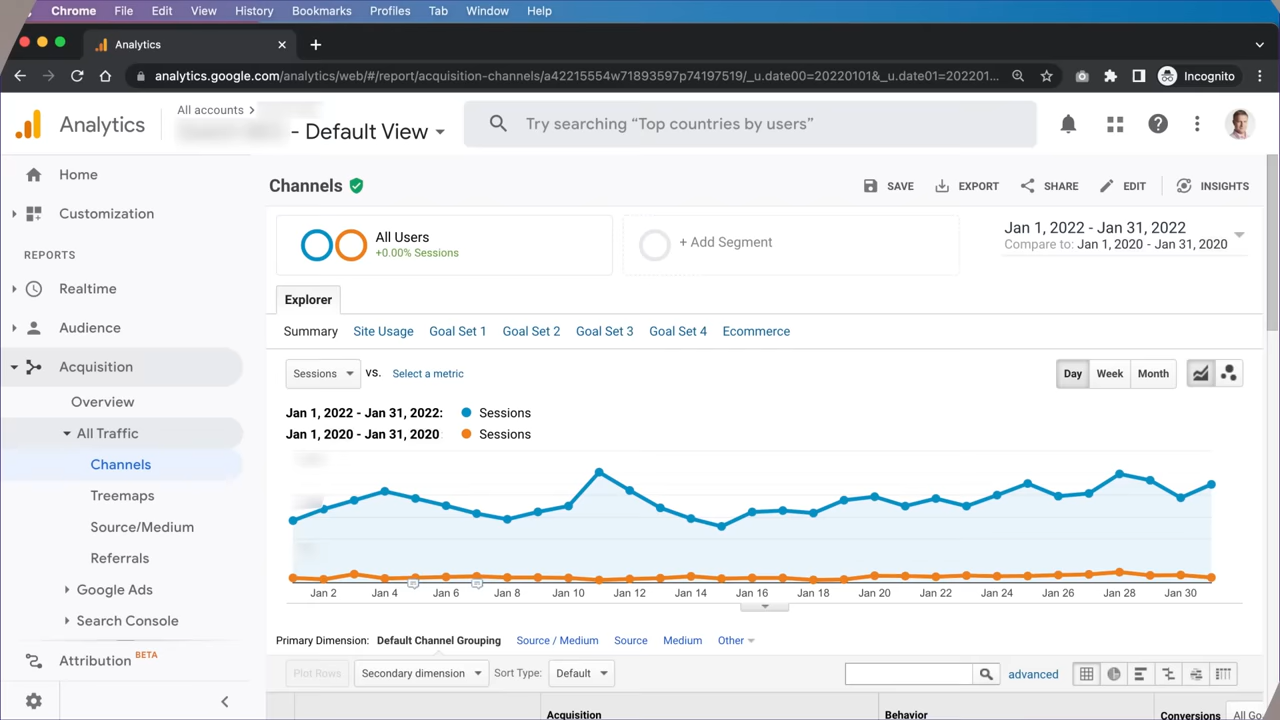 Chrome File Edit View History Bookmarks Profiles Tab Window Help
Analytics
analytics.google.com/analytics/web/#/report/acquisition-channels/a42215554w71893597p74197519/_u.date00=20220101&_u.date01=202201... Incognito
Analytics
All accounts >
- Default View
Try searching “Top countries by users”
Home
Customization
REPORTS
Realtime
Audience
Acquisition
Overview
All Traffic
Channels
Treemaps
Source/Medium
Referrals
Google Ads
Search Console
Attribution BETA
Channels
SAVE EXPORT SHARE EDIT INSIGHTS
All Users
+0.00% Sessions
+ Add Segment
Jan 1, 2022 - Jan 31, 2022
Compare to: Jan 1, 2020 - Jan 31, 2020
Explorer
Summary Site Usage Goal Set 1 Goal Set 2 Goal Set 3 Goal Set 4 Ecommerce
Sessions VS. Select a metric
Day Week Month
Jan 1, 2022 - Jan 31, 2022: Sessions
Jan 1, 2020 - Jan 31, 2020 Sessions
Jan 2 Jan 4 Jan 6 Jan 8 Jan 10 Jan 12 Jan 14 Jan 16 Jan 18 Jan 20 Jan 22 Jan 24 Jan 26 Jan 28 Jan 30
Primary Dimension: Default Channel Grouping Source / Medium Source Medium Other
Plot Rows Secondary dimension Sort Type: Default advanced
Acquisition Behavior Conversions All Go